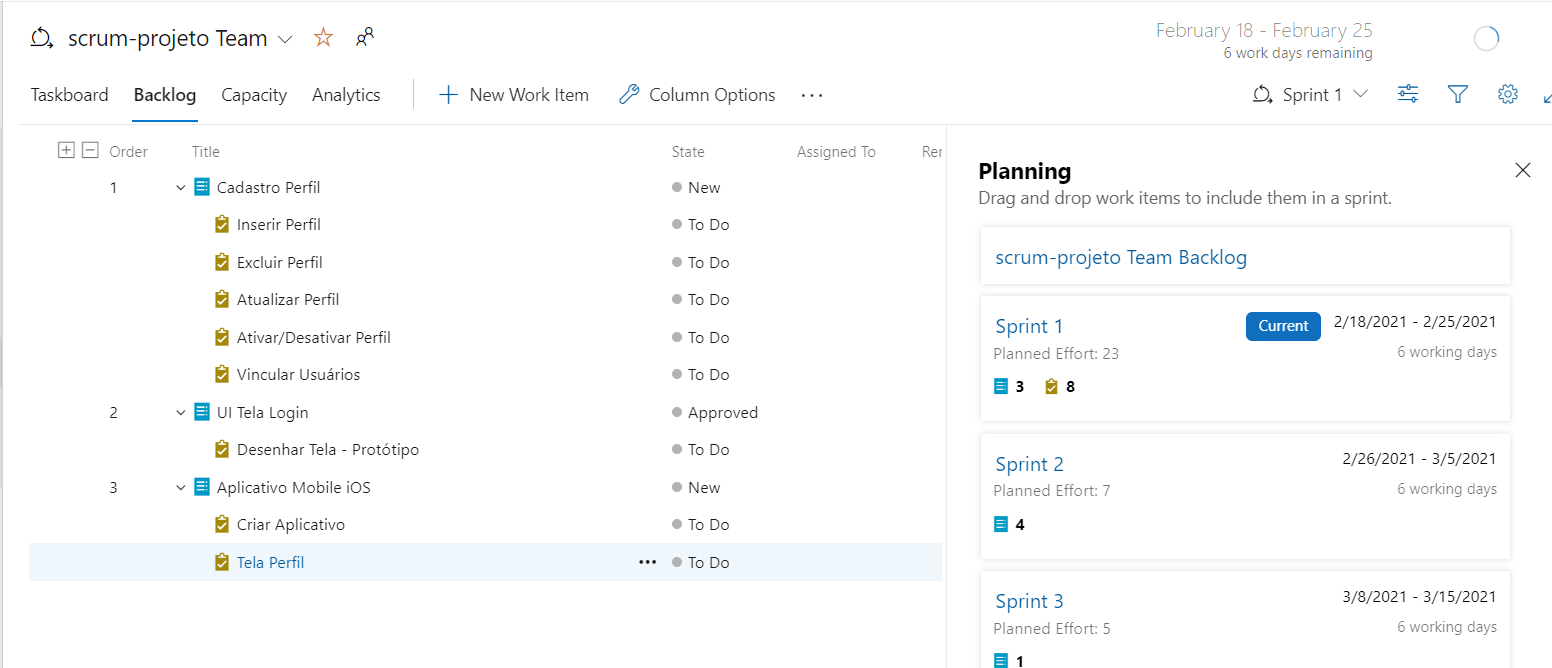 scrum-projeto Team
February 18 - February 25
6 work days remaining
Taskboard Backlog Capacity Analytics New Work Item Column Options ...
Sprint 1
Order Title State Assigned To Rer
1 Cadastro Perfil New
Inserir Perfil To Do
Excluir Perfil To Do
Atualizar Perfil To Do
Ativar/Desativar Perfil To Do
Vincular Usuários To Do
2 UI Tela Login Approved
Desenhar Tela - Protótipo To Do
3 Aplicativo Mobile iOS New
Criar Aplicativo To Do
Tela Perfil ... To Do
Planning
Drag and drop work items to include them in a sprint.
scrum-projeto Team Backlog
Sprint 1 Current 2/18/2021 - 2/25/2021
Planned Effort: 23 6 working days
3 8
Sprint 2 2/26/2021 - 3/5/2021
Planned Effort: 7 6 working days
4
Sprint 3 3/8/2021 - 3/15/2021
Planned Effort: 5 6 working days
1